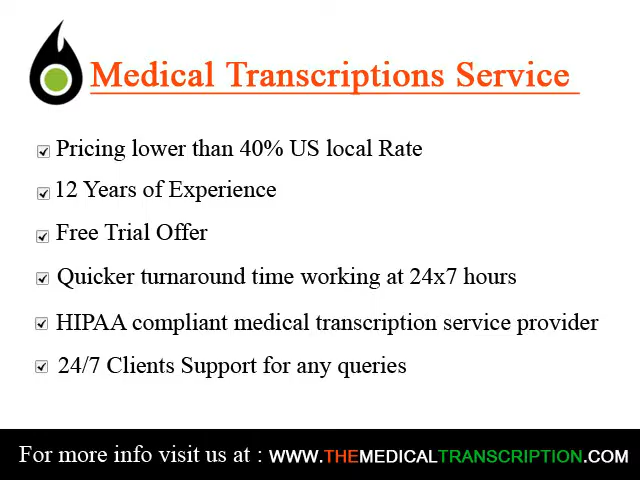 Medical Transcriptions Service
Pricing lower than 40% US local Rate
12 Years of Experience
Free Trial Offer
Quicker turnaround time working at 24x7 hours
HIPAA compliant medical transcription service provider
24/7 Clients Support for any queries
For more info visit us at : WWW.THEMEDICALTRANSCRIPTION.COM